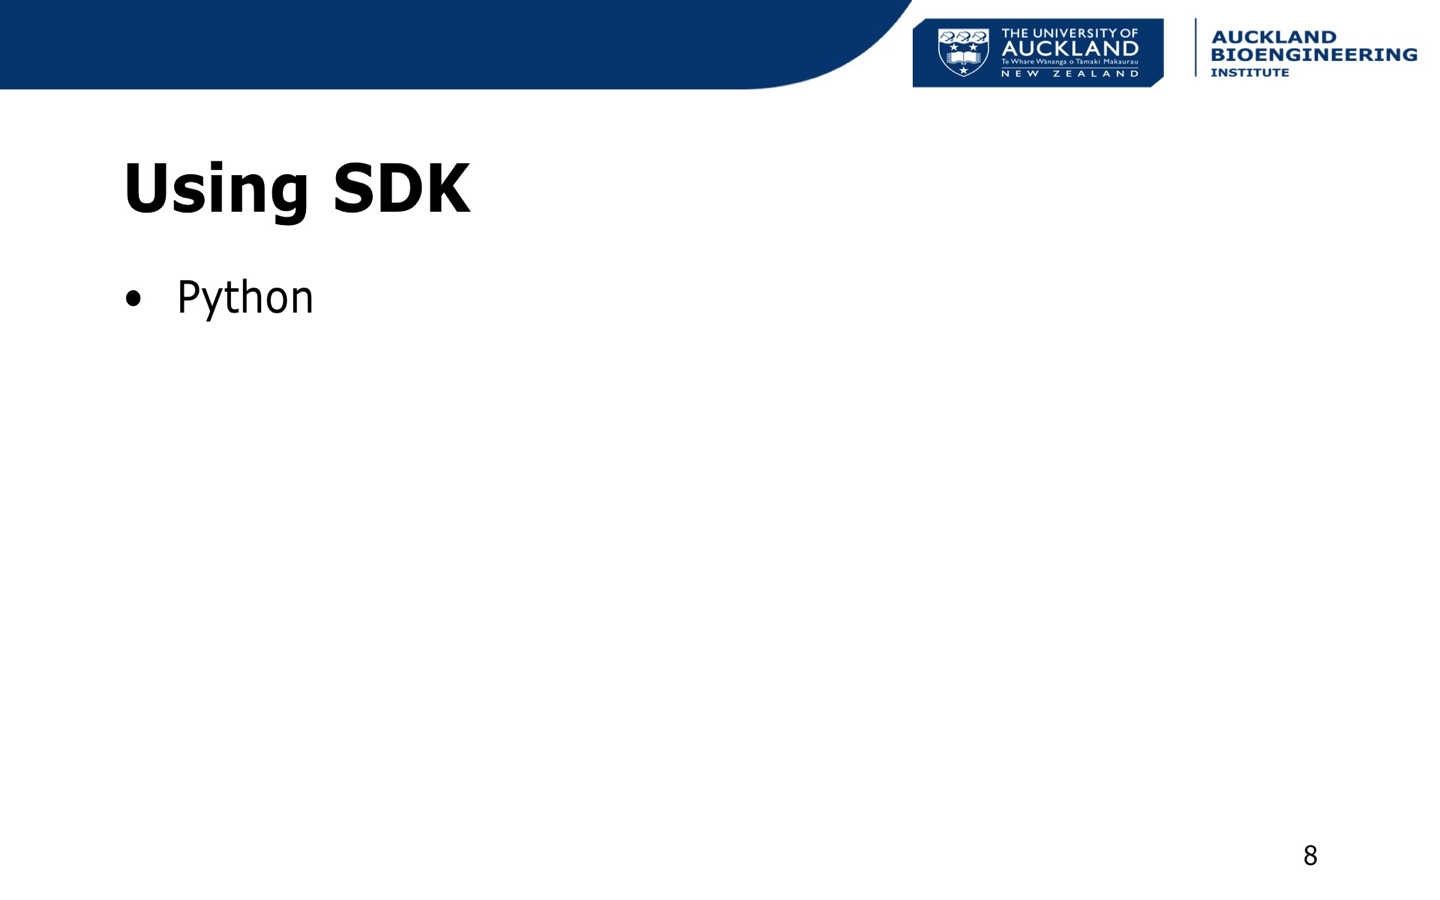 THE UNIVERSITY OF
AUCKLAND
Te Whare Wānanga o Tāmaki Makaurau
NEW ZEALAND
AUCKLAND
BIOENGINEERING
INSTITUTE
Using SDK
• Python
8